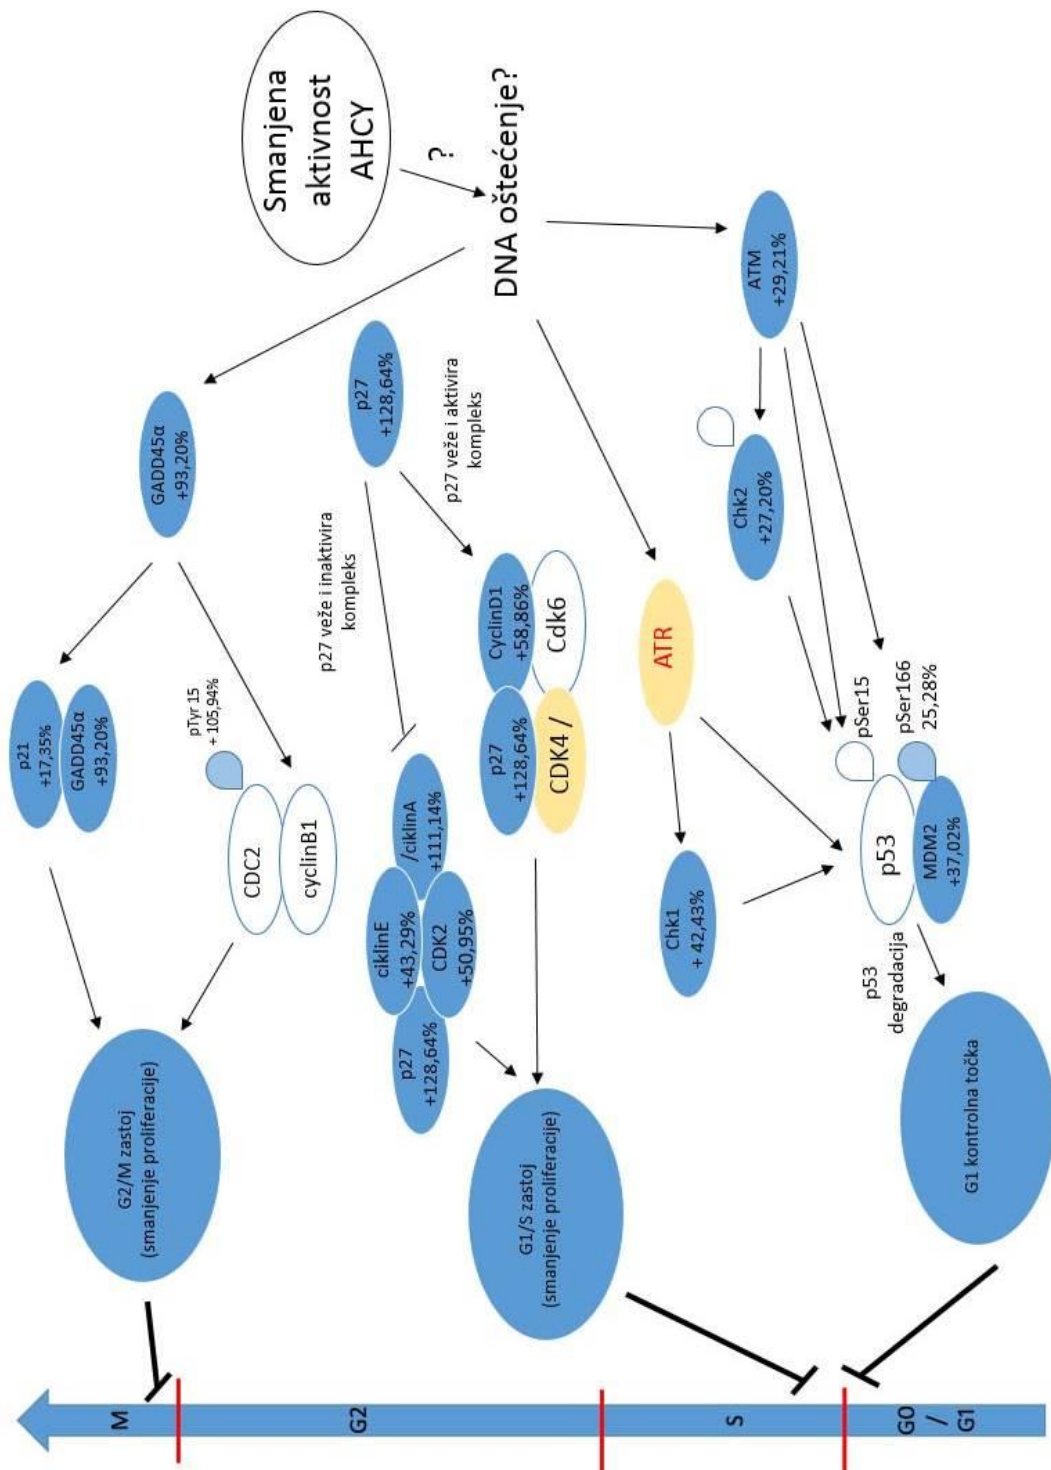 Smanjena
aktivnost
AHCY
?
DNA oštećenje?
GADD45α
+93,20%
p27
+128,64%
ATM
+29,21%
p27 veže i inaktivira
kompleks
p27 veže i aktivira
kompleks
Chk2
+27,20%
p21
+17,35%
GADD45α
+93,20%
pTyr 15
+105,94%
CDC2
cyclinB1
/ciklinA
+111,14%
ciklinE
+43,29%
CDK2
+50,95%
p27
+128,64%
CyclinD1
+58,86%
Cdk6
p27
+128,64%
CDK4 /
ATR
Chk1
+ 42,43%
pSer15
pSer166
25,28%
p53
MDM2
+37,02%
p53
degradacija
G2/M zastoj
(smanjenje proliferacije)
G1/S zastoj
(smanjenje proliferacije)
G1 kontrolna točka
M
G2
S
G0
/
G1